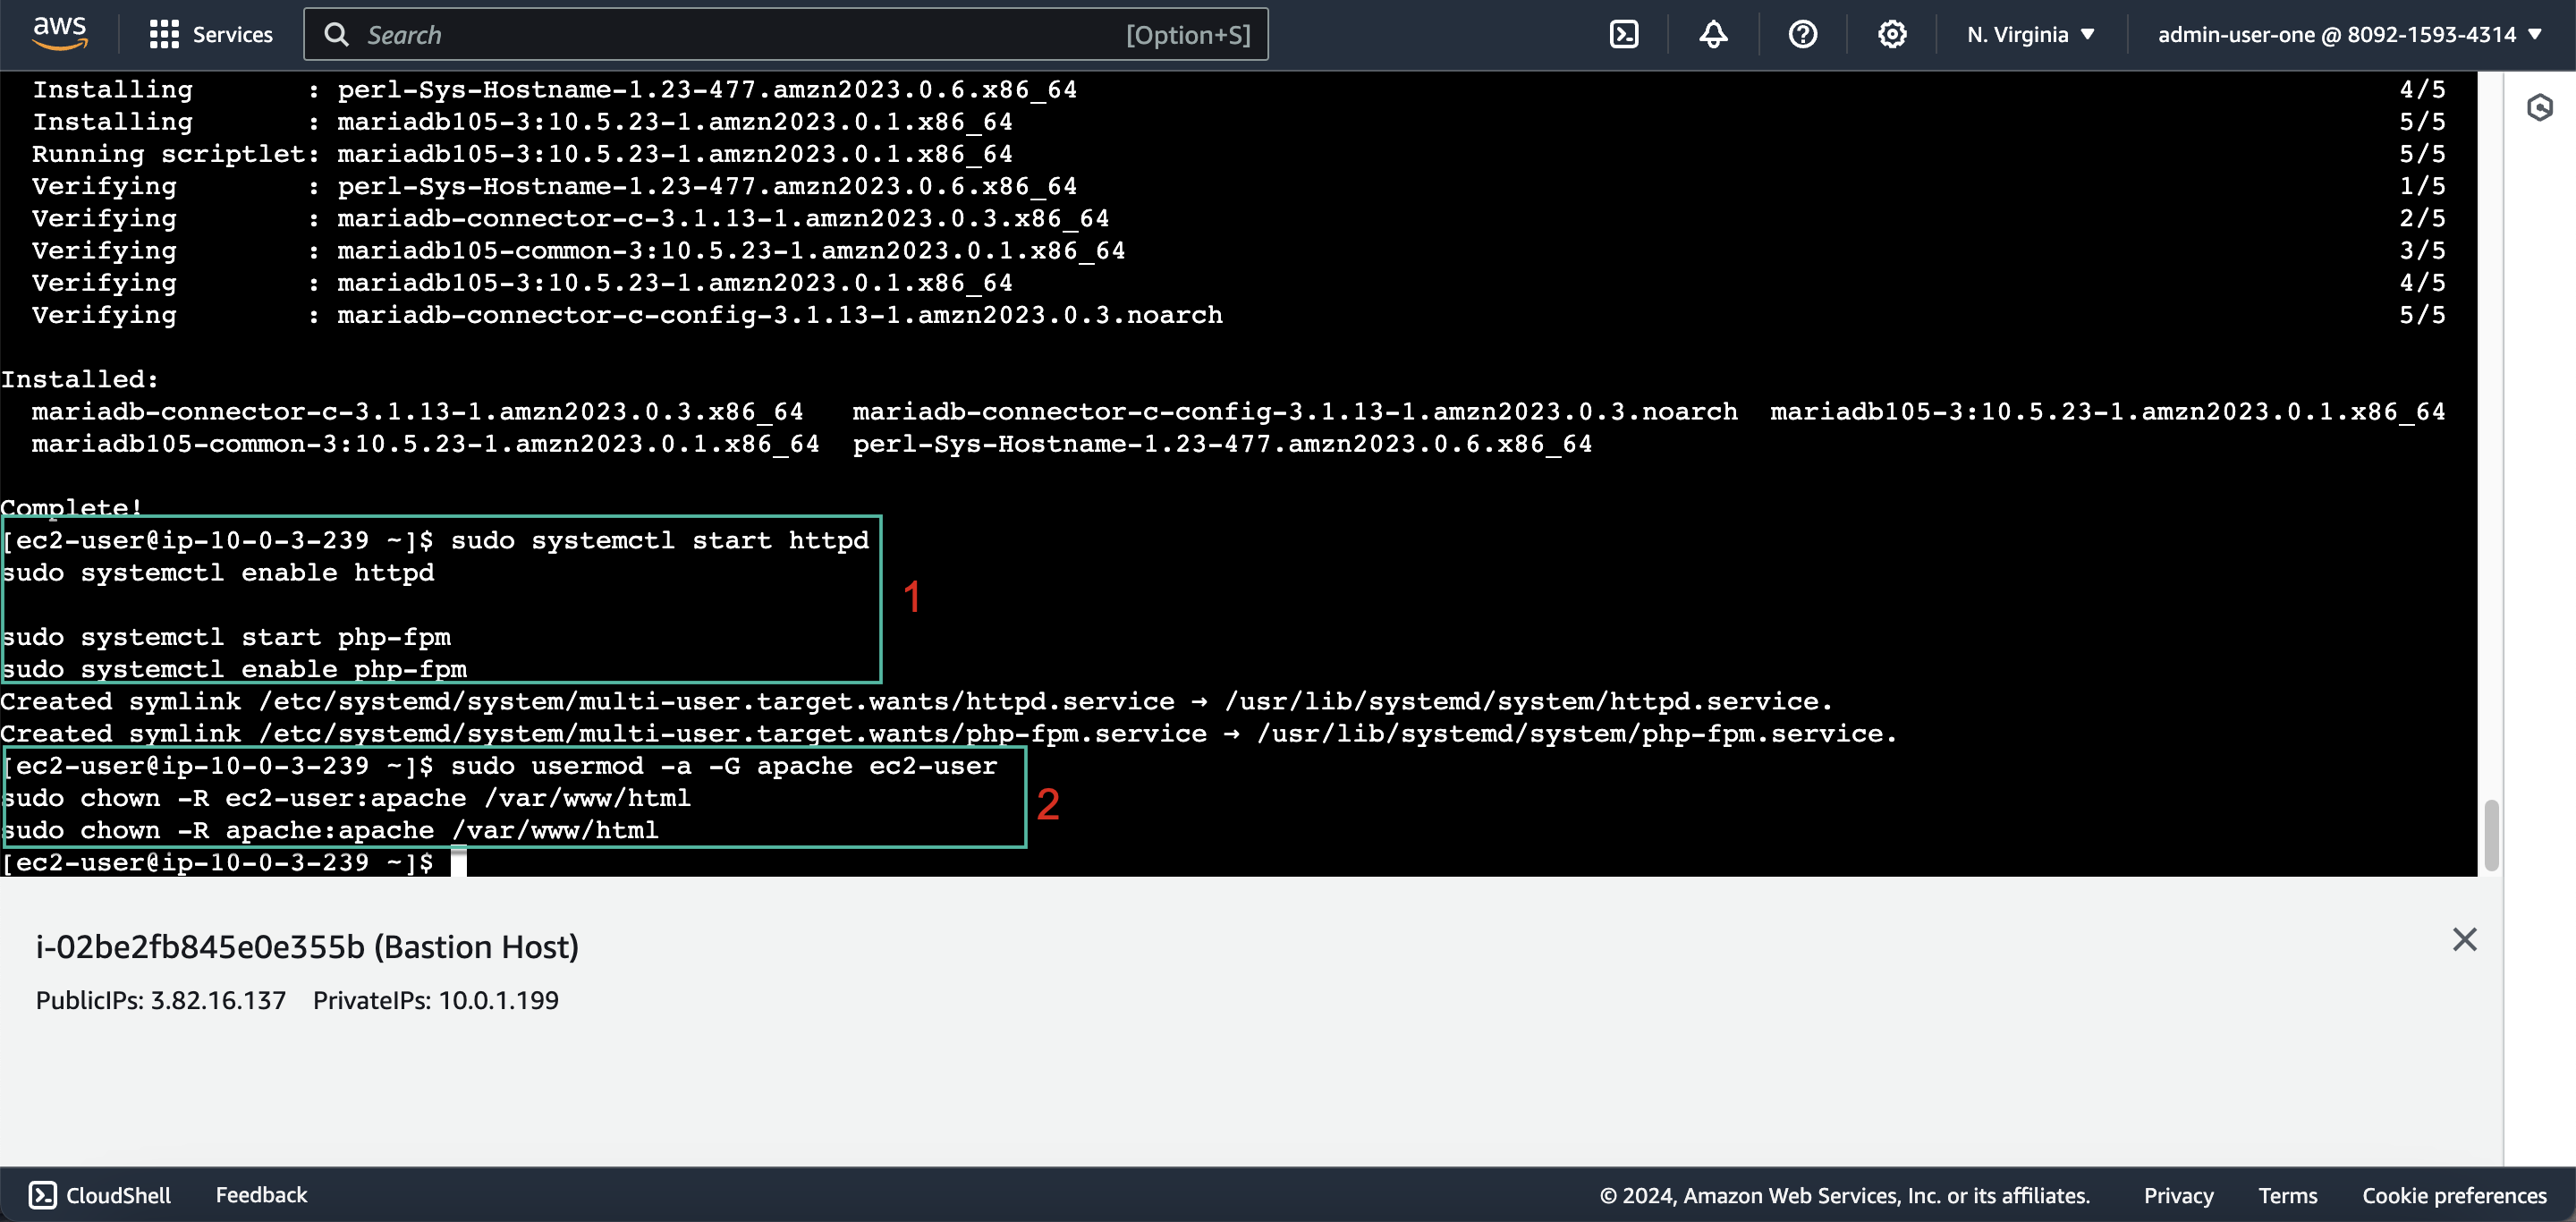 aws Services Search [Option+S] N. Virginia ▼ admin-user-one @ 8092-1593-4314 ▼
Installing : perl-Sys-Hostname-1.23-477.amzn2023.0.6.x86_64 4/5
Installing : mariadb105-3:10.5.23-1.amzn2023.0.1.x86_64 5/5
Running scriptlet: mariadb105-3:10.5.23-1.amzn2023.0.1.x86_64 5/5
Verifying : perl-Sys-Hostname-1.23-477.amzn2023.0.6.x86_64 1/5
Verifying : mariadb-connector-c-3.1.13-1.amzn2023.0.3.x86_64 2/5
Verifying : mariadb105-common-3:10.5.23-1.amzn2023.0.1.x86_64 3/5
Verifying : mariadb105-3:10.5.23-1.amzn2023.0.1.x86_64 4/5
Verifying : mariadb-connector-c-config-3.1.13-1.amzn2023.0.3.noarch 5/5
Installed:
mariadb-connector-c-3.1.13-1.amzn2023.0.3.x86_64 mariadb-connector-c-config-3.1.13-1.amzn2023.0.3.noarch mariadb105-3:10.5.23-1.amzn2023.0.1.x86_64
mariadb105-common-3:10.5.23-1.amzn2023.0.1.x86_64 perl-Sys-Hostname-1.23-477.amzn2023.0.6.x86_64
Complete!
[ec2-user@ip-10-0-3-239 ~]$ sudo systemctl start httpd
sudo systemctl enable httpd
1
sudo systemctl start php-fpm
sudo systemctl enable php-fpm
Created symlink /etc/systemd/system/multi-user.target.wants/httpd.service → /usr/lib/systemd/system/httpd.service.
Created symlink /etc/systemd/system/multi-user.target.wants/php-fpm.service → /usr/lib/systemd/system/php-fpm.service.
[ec2-user@ip-10-0-3-239 ~]$ sudo usermod -a -G apache ec2-user
sudo chown -R ec2-user:apache /var/www/html 2
sudo chown -R apache:apache /var/www/html
[ec2-user@ip-10-0-3-239 ~]$
i-02be2fb845e0e355b (Bastion Host)
PublicIPs: 3.82.16.137 PrivateIPs: 10.0.1.199
CloudShell Feedback © 2024, Amazon Web Services, Inc. or its affiliates. Privacy Terms Cookie preferences